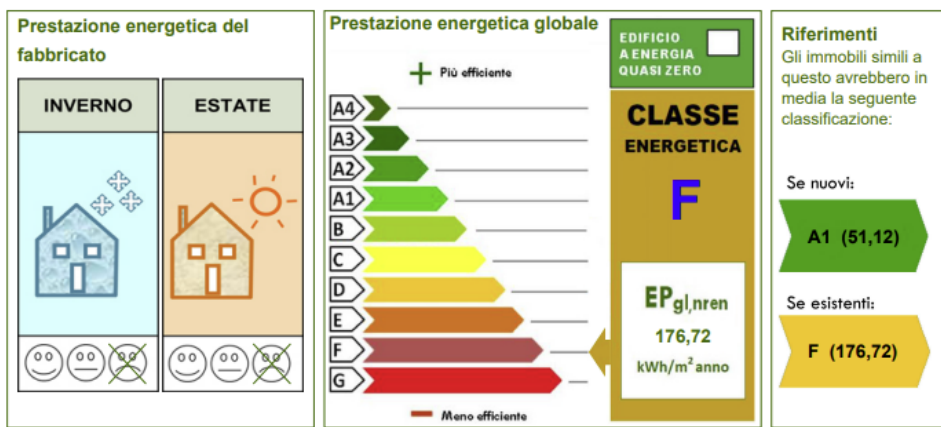 Prestazione energetica del
fabbricato
INVERNO
ESTATE
Prestazione energetica globale
+ Più efficiente
A4
A3
A2
A1
B
C
D
E
F
G
— Meno efficiente
EDIFICIO
A ENERGIA
QUASI ZERO
CLASSE
ENERGETICA
F
EPgl,nren
176,72
kWh/m² anno
Riferimenti
Gli immobili simili a
questo avrebbero in
media la seguente
classificazione:
Se nuovi:
A1 (51,12)
Se esistenti:
F (176,72)